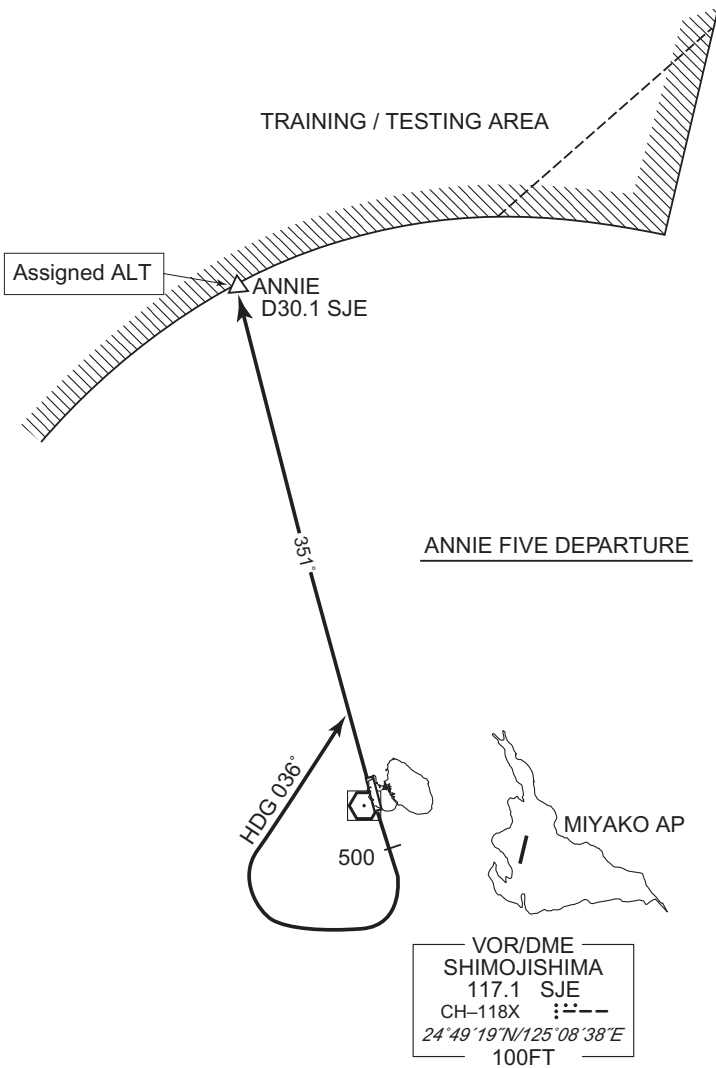 TRAINING / TESTING AREA
Assigned ALT
ANNIE
D30.1 SJE
351°
ANNIE FIVE DEPARTURE
HDG 036°
MIYAKO AP
500
VOR/DME
SHIMOJISHIMA
117.1 SJE
CH–118X
24°49´19˝N/125°08´38˝E
100FT